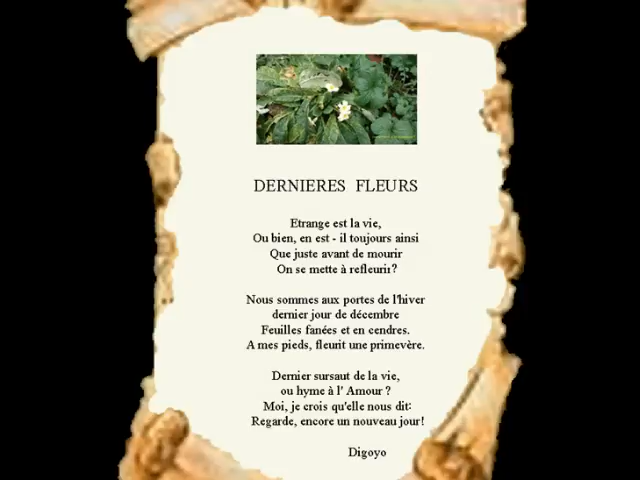 DERNIERES FLEURS
Etrange est la vie,
Ou bien, en est - il toujours ainsi
Que juste avant de mourir
On se mette à refleurir?
Nous sommes aux portes de l'hiver
dernier jour de décembre
Feuilles fanées et en cendres.
A mes pieds, fleurit une primevère.
Dernier sursaut de la vie,
ou hyme à l' Amour ?
Moi, je crois qu'elle nous dit:
Regarde, encore un nouveau jour!
Digoyo